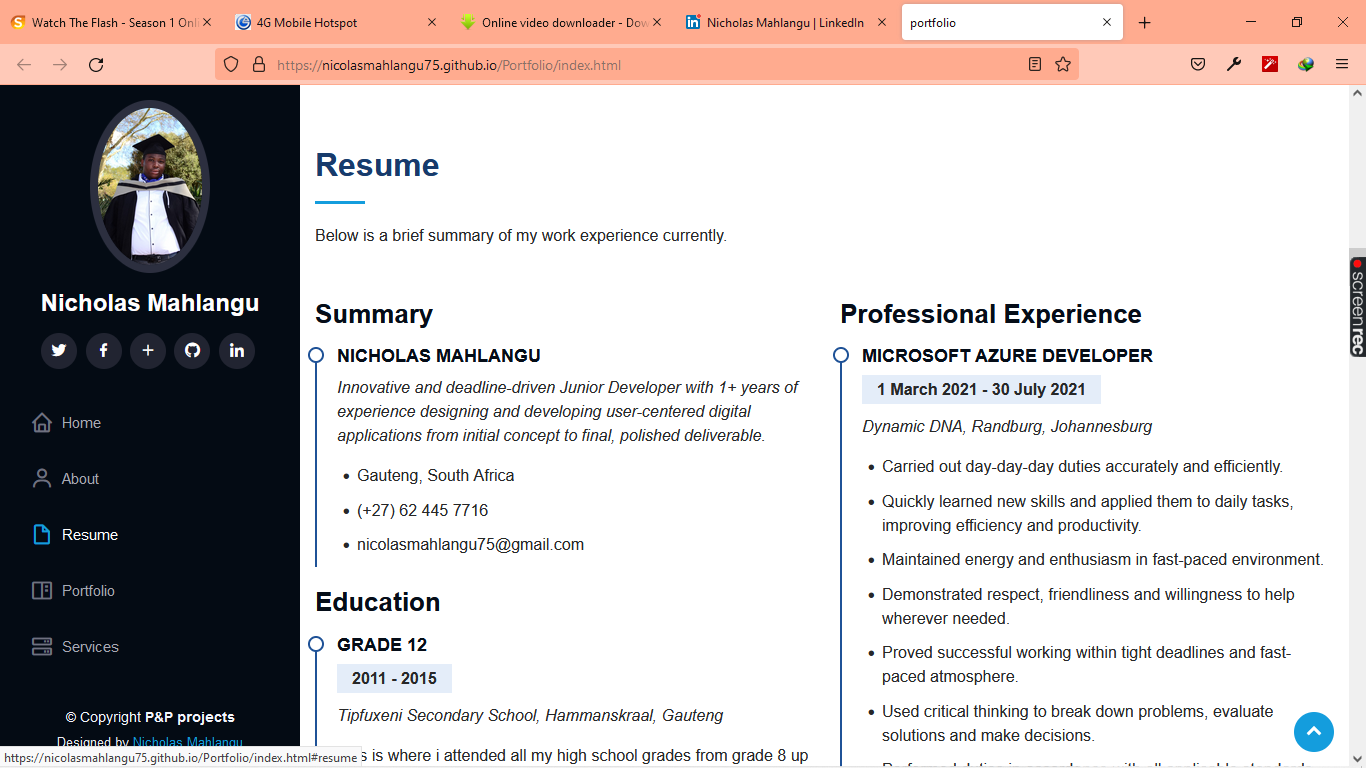 Watch The Flash - Season 1 Onli
4G Mobile Hotspot
Online video downloader - Dow
Nicholas Mahlangu | LinkedIn
portfolio
https://nicolasmahlangu75.github.io/Portfolio/index.html
Nicholas Mahlangu
Home
About
Resume
Portfolio
Services
© Copyright P&P projects
Designed by Nicholas Mahlangu
https://nicolasmahlangu75.github.io/Portfolio/index.html#resume
Resume
Below is a brief summary of my work experience currently.
Summary
NICHOLAS MAHLANGU
Innovative and deadline-driven Junior Developer with 1+ years of
experience designing and developing user-centered digital
applications from initial concept to final, polished deliverable.
• Gauteng, South Africa
• (+27) 62 445 7716
• nicolasmahlangu75@gmail.com
Education
GRADE 12
2011 - 2015
Tipfuxeni Secondary School, Hammanskraal, Gauteng
s is where i attended all my high school grades from grade 8 up
Professional Experience
MICROSOFT AZURE DEVELOPER
1 March 2021 - 30 July 2021
Dynamic DNA, Randburg, Johannesburg
• Carried out day-day-day duties accurately and efficiently.
• Quickly learned new skills and applied them to daily tasks,
improving efficiency and productivity.
• Maintained energy and enthusiasm in fast-paced environment.
• Demonstrated respect, friendliness and willingness to help
wherever needed.
• Proved successful working within tight deadlines and fast-
paced atmosphere.
• Used critical thinking to break down problems, evaluate
solutions and make decisions.
screenrec